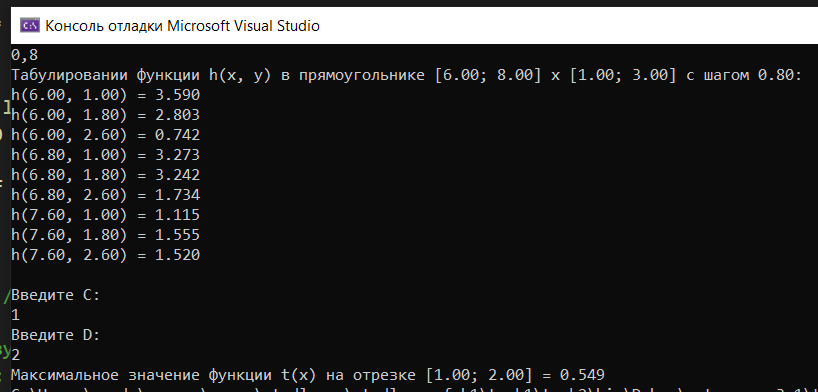 Консоль отладки Microsoft Visual Studio
0,8
Табулировании функции h(x, y) в прямоугольнике [6.00; 8.00] x [1.00; 3.00] с шагом 0.80:
h(6.00, 1.00) = 3.590
h(6.00, 1.80) = 2.803
h(6.00, 2.60) = 0.742
h(6.80, 1.00) = 3.273
h(6.80, 1.80) = 3.242
h(6.80, 2.60) = 1.734
h(7.60, 1.00) = 1.115
h(7.60, 1.80) = 1.555
h(7.60, 2.60) = 1.520
Введите C:
1
Введите D:
2
Максимальное значение функции t(x) на отрезке [1.00; 2.00] = 0.549